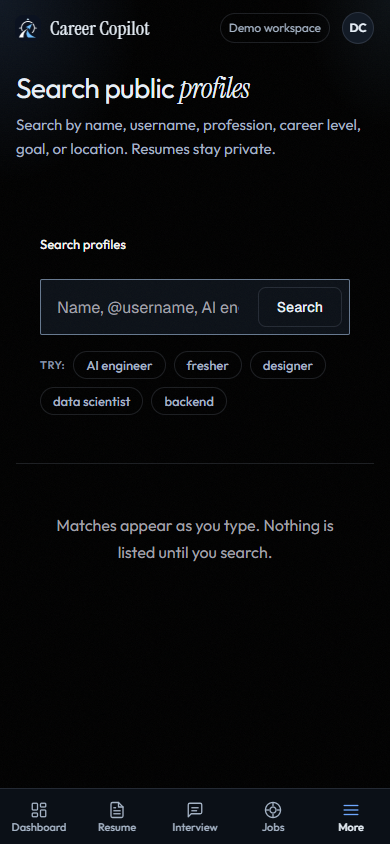 Career Copilot
Demo workspace
DC
Search public profiles
Search by name, username, profession, career level,
goal, or location. Resumes stay private.
Search profiles
Name, @username, AI en
Search
TRY:
AI engineer
fresher
designer
data scientist
backend
Matches appear as you type. Nothing is
listed until you search.
Dashboard
Resume
Interview
Jobs
More